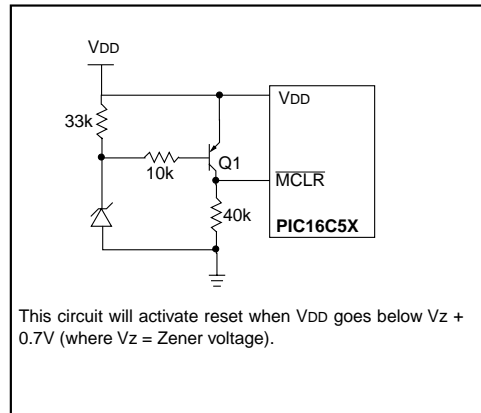 VDD
VDD
33k
Q1
10k
MCLR
40k
PIC16C5X
This circuit will activate reset when VDD goes below Vz +
0.7V (where Vz = Zener voltage).